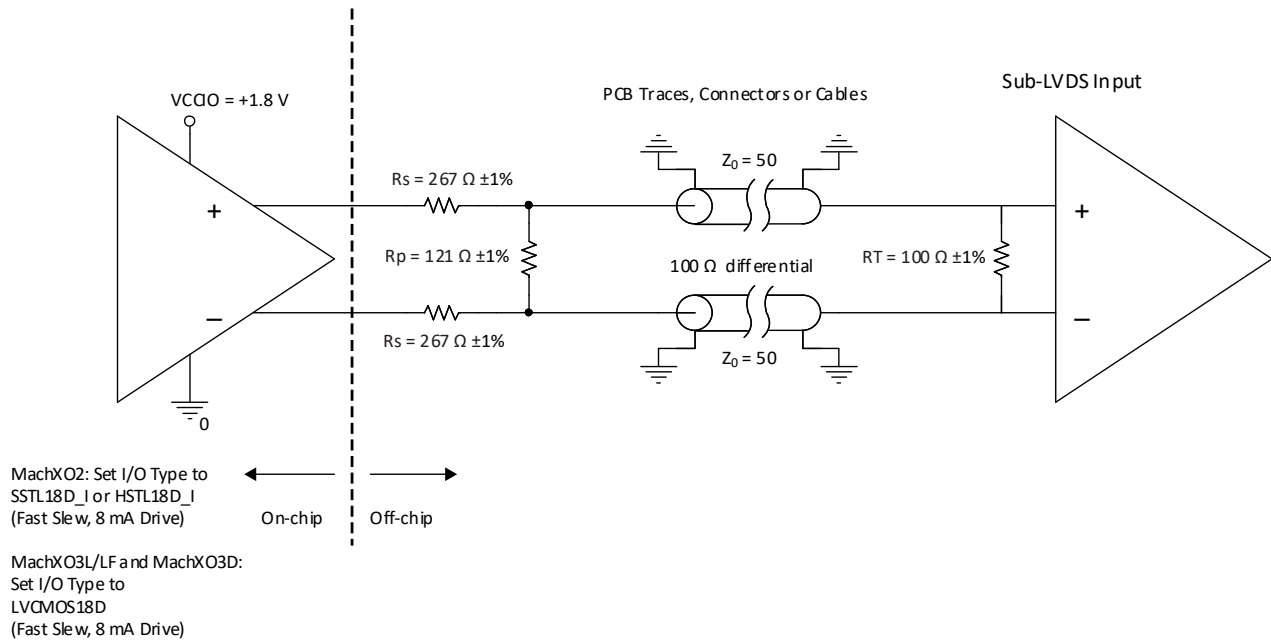 VCCIO = +1.8 V
PCB Traces, Connectors or Cables
Sub-LVDS Input
Z0 = 50
Rs = 267 Ω ±1%
+
+
Rp = 121 Ω ±1%
100 Ω differential
RT = 100 Ω ±1%
−
−
Rs = 267 Ω ±1%
Z0 = 50
0
MachXO2: Set I/O Type to
SSTL18D_I or HSTL18D_I
(Fast Slew, 8 mA Drive)
On-chip
Off-chip
MachXO3L/LF and MachXO3D:
Set I/O Type to
LVCMOS18D
(Fast Slew, 8 mA Drive)